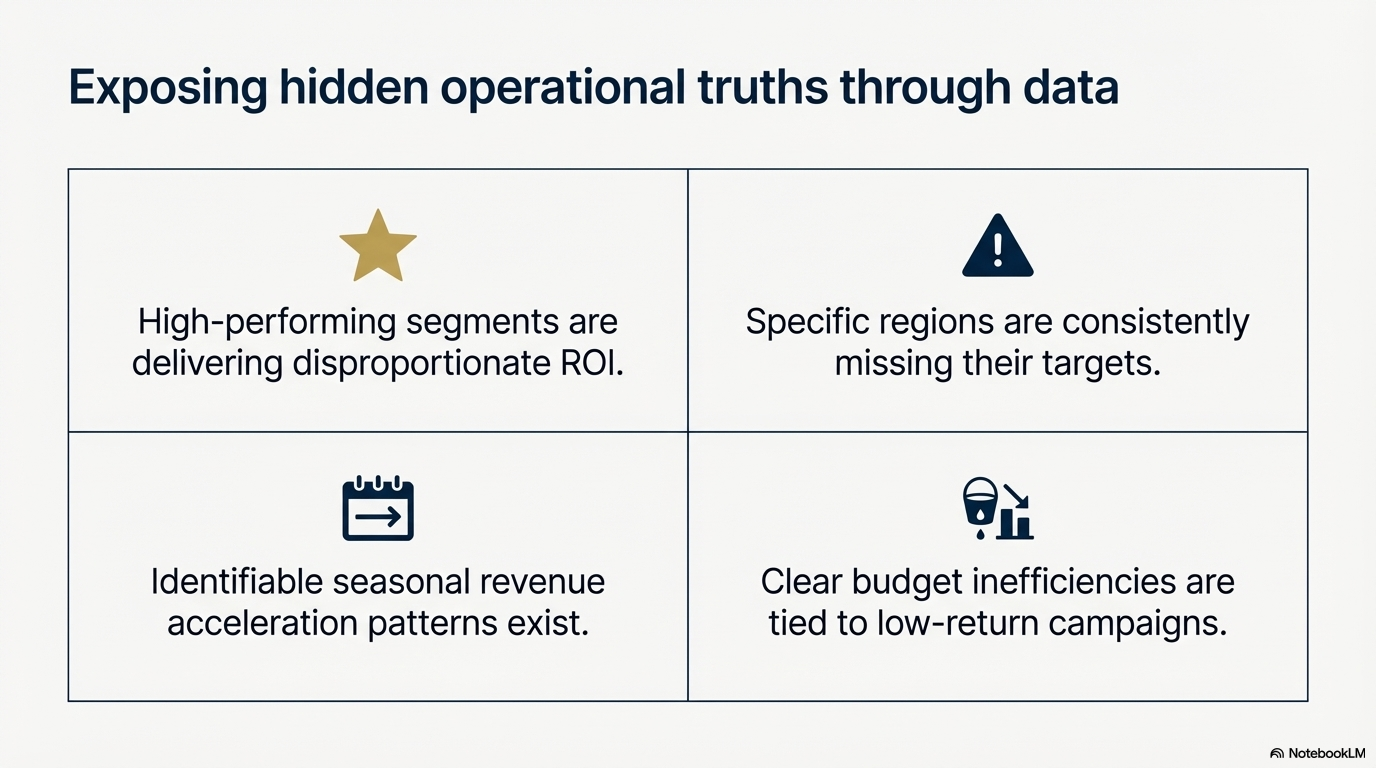 Exposing hidden operational truths through data
High-performing segments are
delivering disproportionate ROI.
Specific regions are consistently
missing their targets.
Identifiable seasonal revenue
acceleration patterns exist.
Clear budget inefficiencies are
tied to low-return campaigns.
NotebookLM